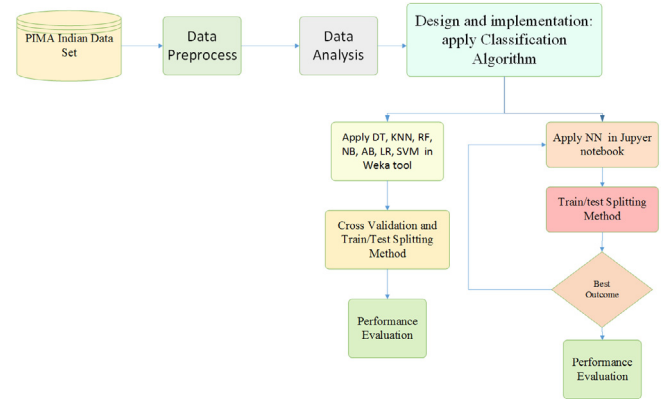 PIMA Indian Data
Set
Data
Preprocess
Data
Analysis
Design and implementation:
apply Classification
Algorithm
Apply DT, KNN, RF,
NB, AB, LR, SVM in
Weka tool
Cross Validation and
Train/Test Splitting
Method
Performance
Evaluation
Apply NN in Jupyer
notebook
Train/test Splitting
Method
Best
Outcome
Performance
Evaluation